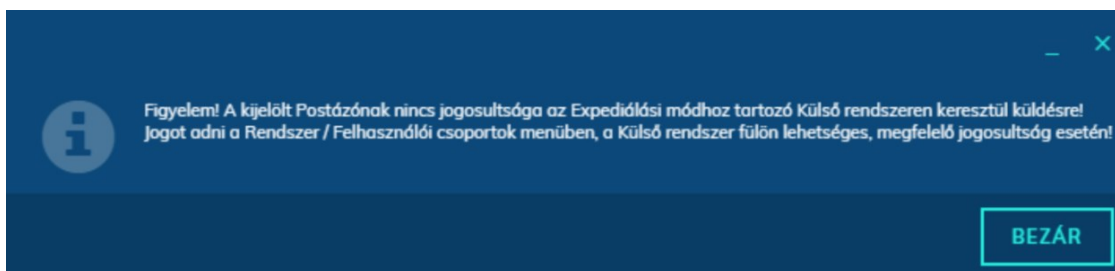 Figyelem! A kijelölt Postázónak nincs jogosultsága az Expediálási módhoz tartozó Külső rendszeren keresztül küldésre!
Jogot adni a Rendszer / Felhasználói csoportok menüben, a Külső rendszer fülön lehetséges, megfelelő jogosultság esetén!
BEZÁR